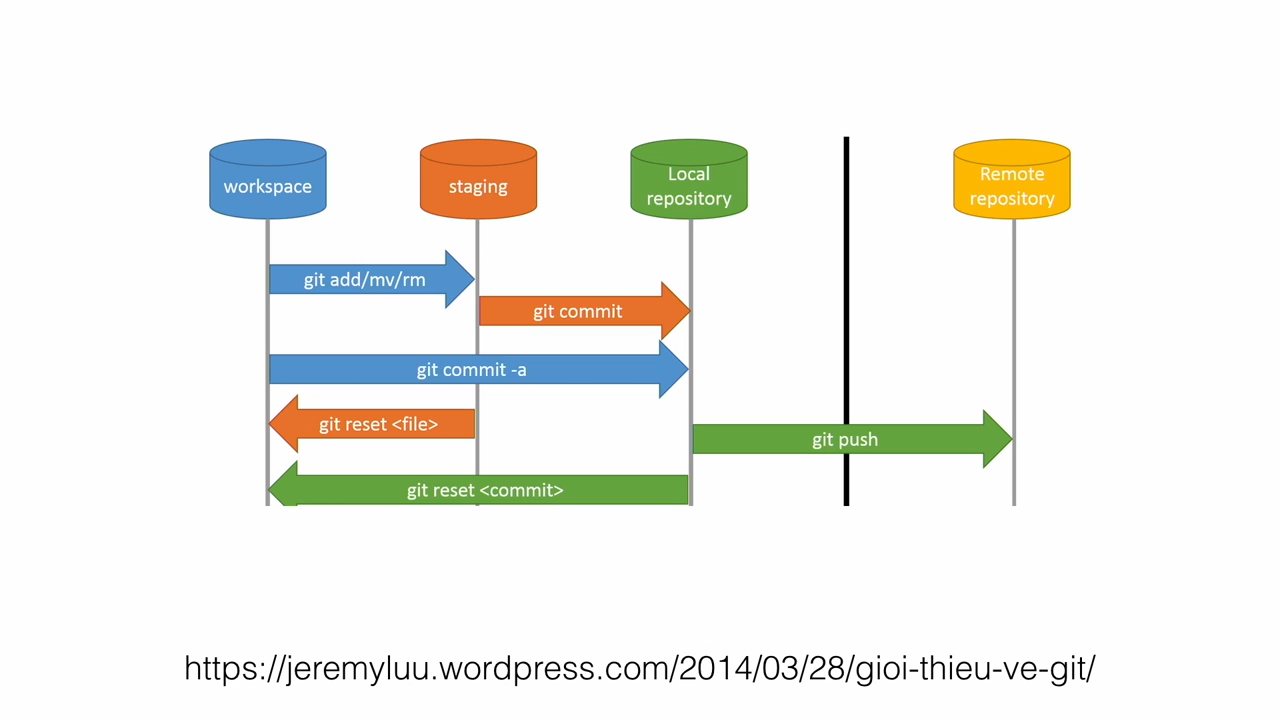 workspace
staging
Local
repository
Remote
repository
git add/mv/rm
git commit
git commit -a
git reset <file>
git push
git reset <commit>
https://jeremyluu.wordpress.com/2014/03/28/gioi-thieu-ve-git/